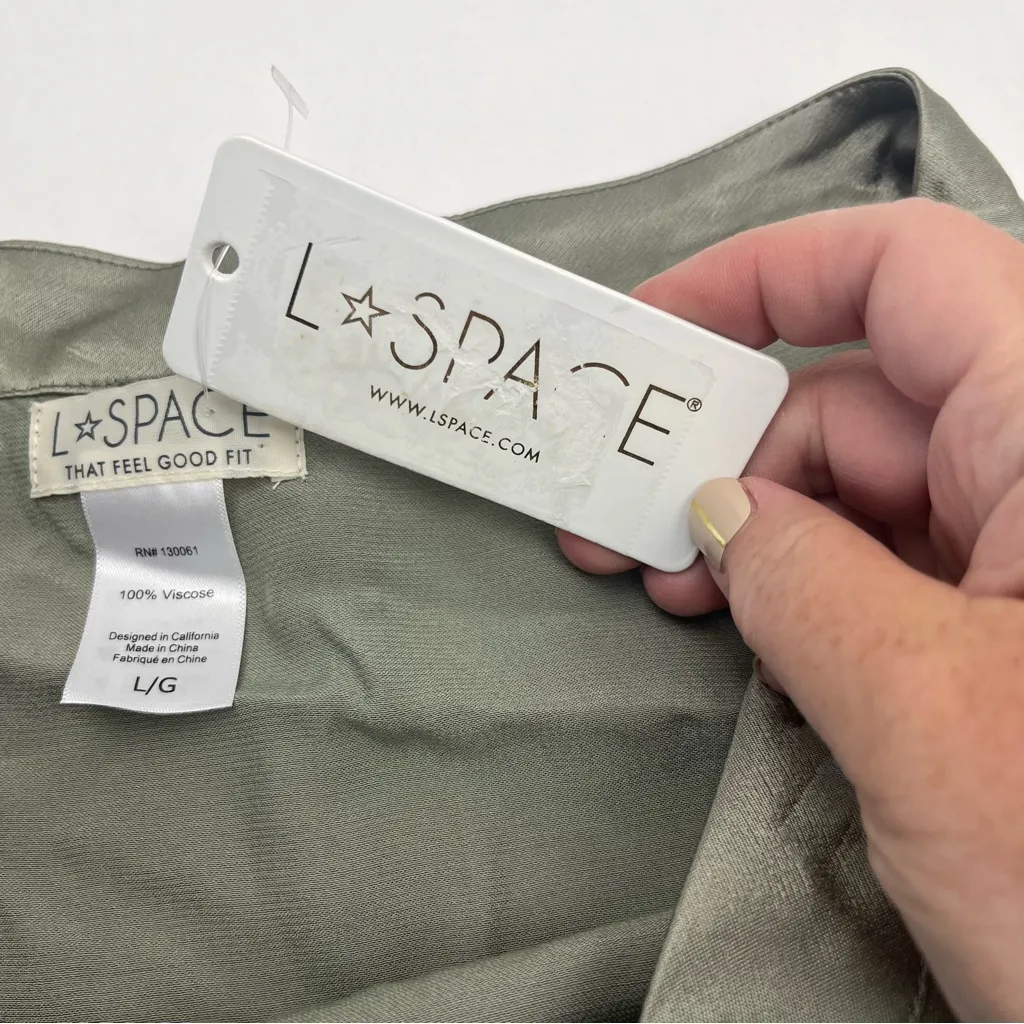 L☆SPACE®
WWW.LSPACE.COM
L☆SPACE
THAT FEEL GOOD FIT
RN# 130061
100% Viscose
Designed in California
Made in China
Fabriqué en Chine
L/G